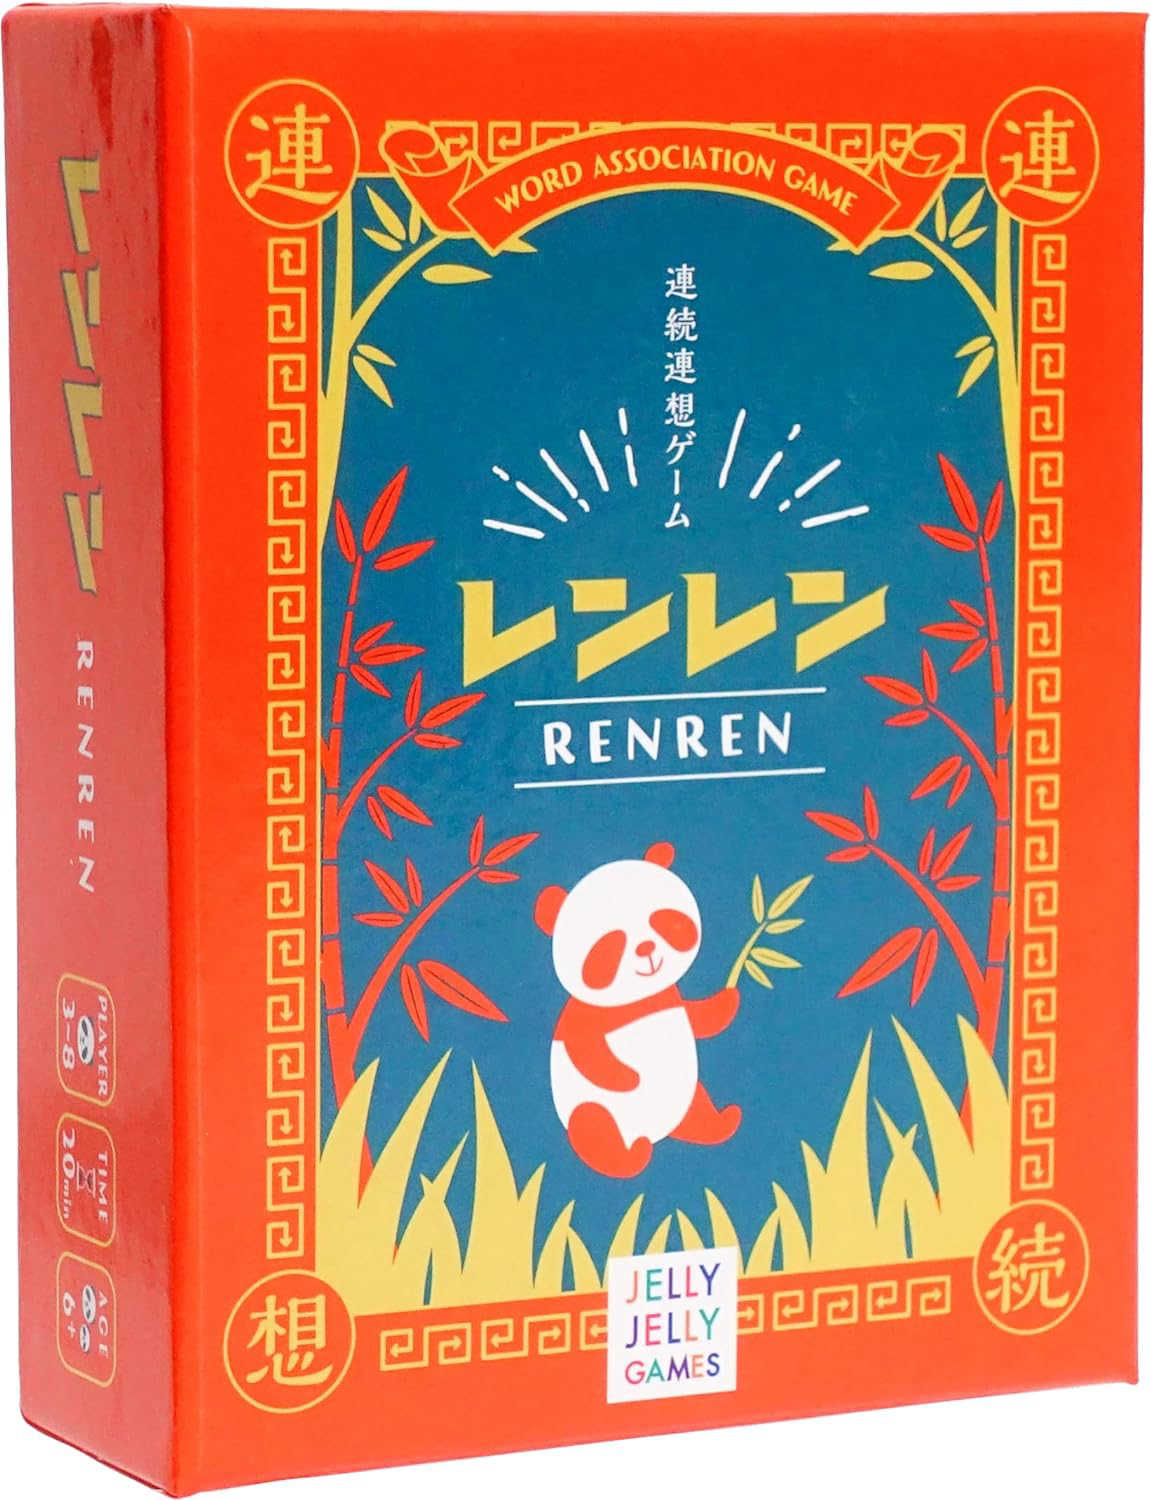 連
連
WORD ASSOCIATION GAME
連続連想ゲーム
レンレン
RENREN
想
続
JELLY
JELLY
GAMES
レンレン
RENREN
PLAYER
3-8
TIME
20min
AGE
6+